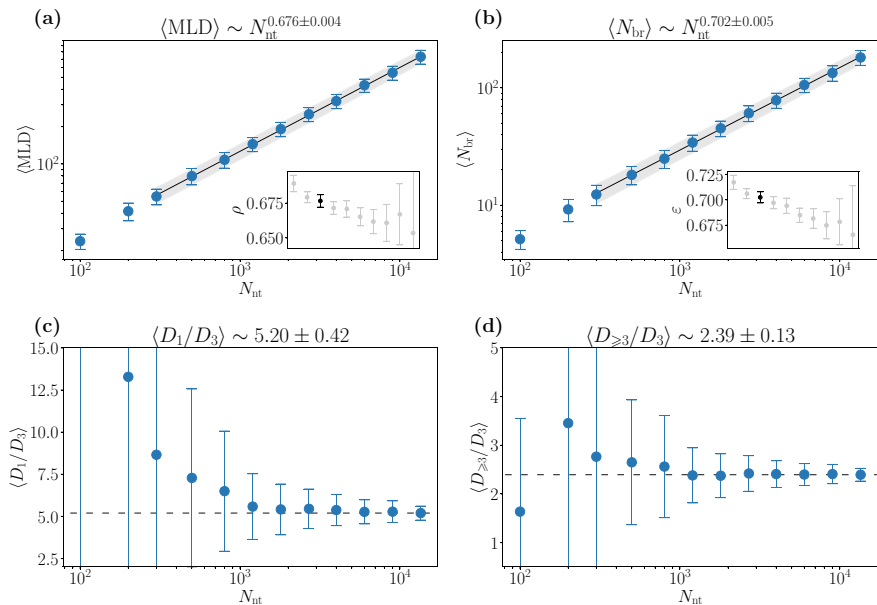 (a)
⟨MLD⟩ ∼ N_nt^0.676±0.004
⟨MLD⟩
10^2
ρ
0.675
0.650
10^2 10^3 10^4
N_nt
(b)
⟨N_br⟩ ∼ N_nt^0.702±0.005
⟨N_br⟩
10^2
10^1
ε
0.725
0.700
0.675
10^2 10^3 10^4
N_nt
(c)
⟨D_1/D_3⟩ ∼ 5.20 ± 0.42
⟨D_1/D_3⟩
15.0
12.5
10.0
7.5
5.0
2.5
10^2 10^3 10^4
N_nt
(d)
⟨D_⩾3/D_3⟩ ∼ 2.39 ± 0.13
⟨D_⩾3/D_3⟩
5
4
3
2
1
10^2 10^3 10^4
N_nt